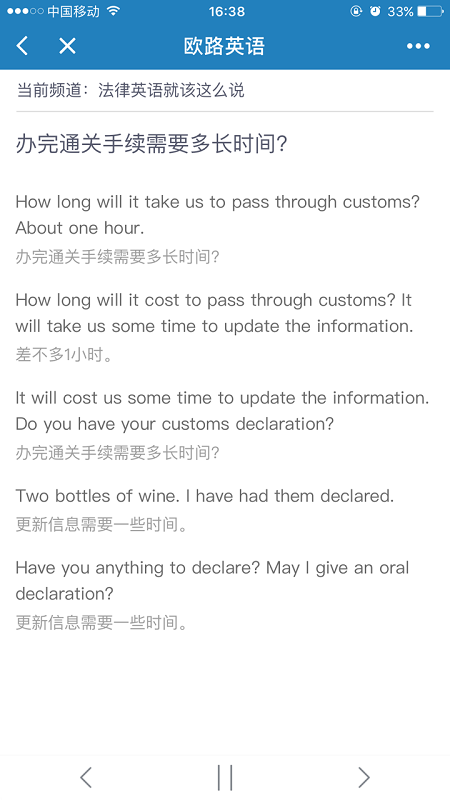 中国移动 16:38 33%
欧路英语
当前频道：法律英语就该这么说
办完通关手续需要多长时间?
How long will it take us to pass through customs?
About one hour.
办完通关手续需要多长时间?
How long will it cost to pass through customs? It
will take us some time to update the information.
差不多1小时。
It will cost us some time to update the information.
Do you have your customs declaration?
办完通关手续需要多长时间?
Two bottles of wine. I have had them declared.
更新信息需要一些时间。
Have you anything to declare? May I give an oral
declaration?
更新信息需要一些时间。